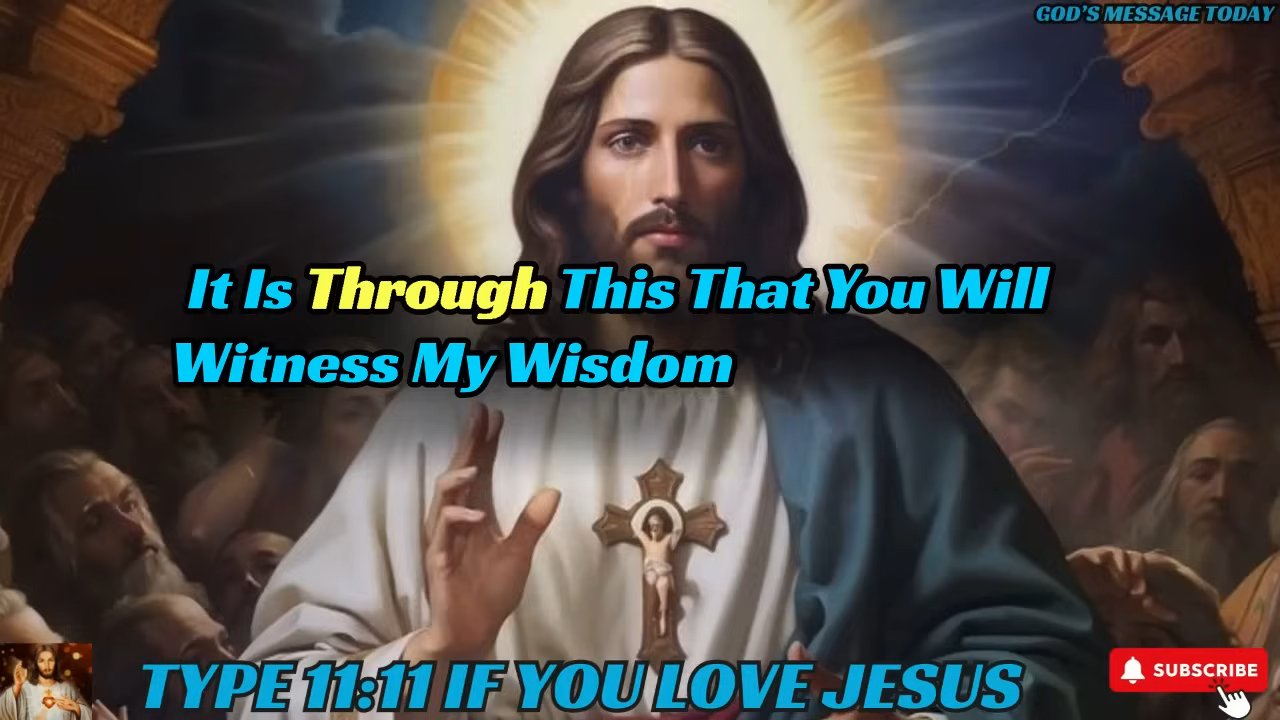 GOD'S MESSAGE TODAY
It Is Through This That You Will
Witness My Wisdom
TYPE 11:11 IF YOU LOVE JESUS
SUBSCRIBE